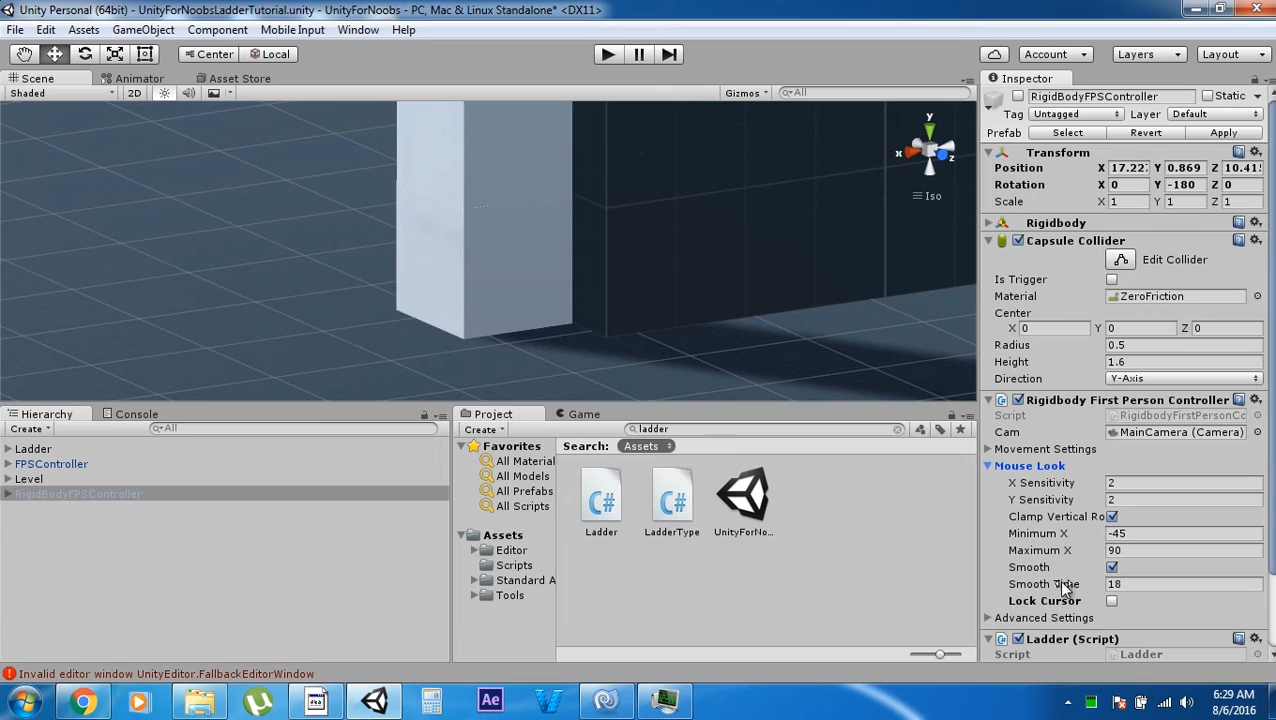 Unity Personal (64bit) - UnityForNoobsLadderTutorial.unity - UnityForNoobs - PC, Mac & Linux Standalone* <DX11>
File Edit Assets GameObject Component Mobile Input Window Help
Center Local Account Layers Layout
Scene Animator Asset Store
Shaded 2D Gizmos All
y
x
z
Iso
Inspector
RigidBodyFPSController Static
Tag Untagged Layer Default
Prefab Select Revert Apply
Transform
Position X 17.22 Y 0.869 Z 10.41
Rotation X 0 Y -180 Z 0
Scale X 1 Y 1 Z 1
Rigidbody
Capsule Collider
Edit Collider
Is Trigger
Material ZeroFriction
Center
X 0 Y 0 Z 0
Radius 0.5
Height 1.6
Direction Y-Axis
Rigidbody First Person Controller
Script RigidbodyFirstPersonCo
Cam MainCamera (Camera)
Movement Settings
Mouse Look
X Sensitivity 2
Y Sensitivity 2
Clamp Vertical Ro
Minimum X -45
Maximum X 90
Smooth
Smooth 18
Lock Cursor
Advanced Settings
Ladder (Script)
Script Ladder
Hierarchy Console
Create All
Ladder
FPSController
Level
RigidBodyFPSController
Project Game
Create ladder
Favorites
All Material
All Models
All Prefabs
All Scripts
Assets
Editor
Scripts
Standard A
Tools
Search: Assets
C# C#
Ladder LadderType UnityForNo...
Invalid editor window UnityEditor.FallbackEditorWindow
Ae
6:29 AM
8/6/2016